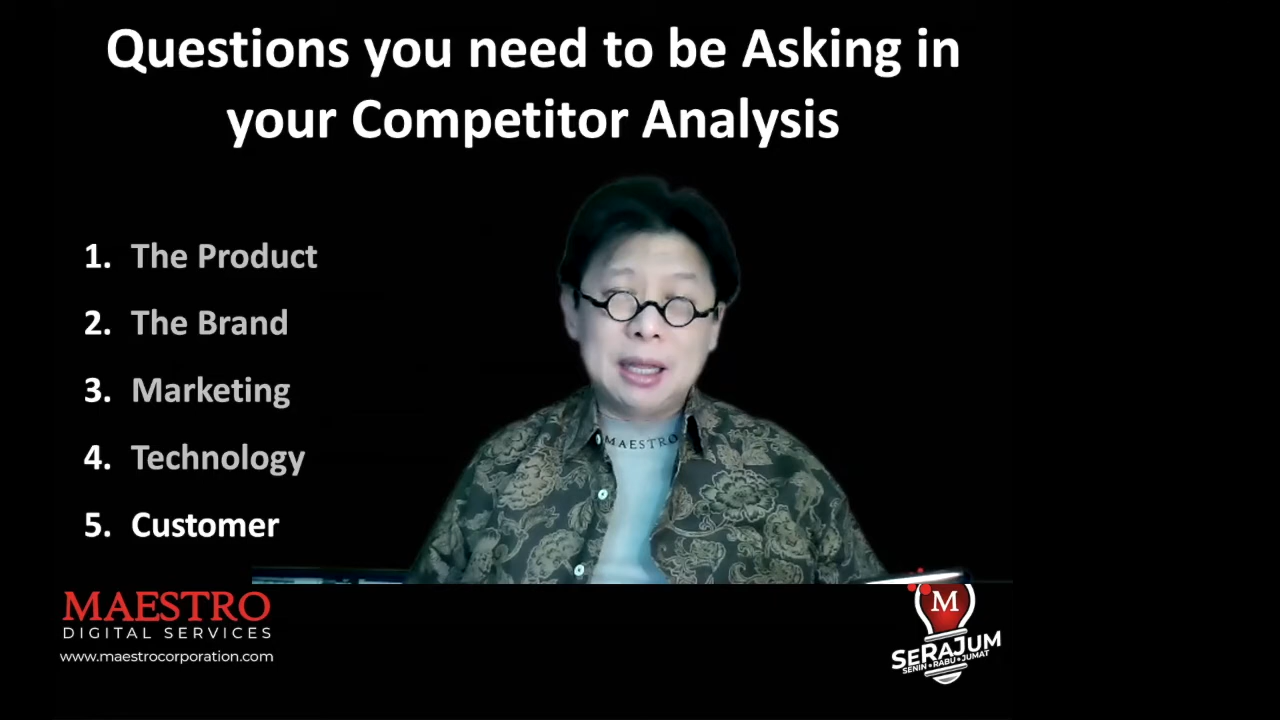 Questions you need to be Asking in
your Competitor Analysis
1. The Product
2. The Brand
3. Marketing
4. Technology
5. Customer
MAESTRO
MAESTRO
DIGITAL SERVICES
www.maestrocorporation.com
M
SERAJUM
SENIN • RABU • JUMAT